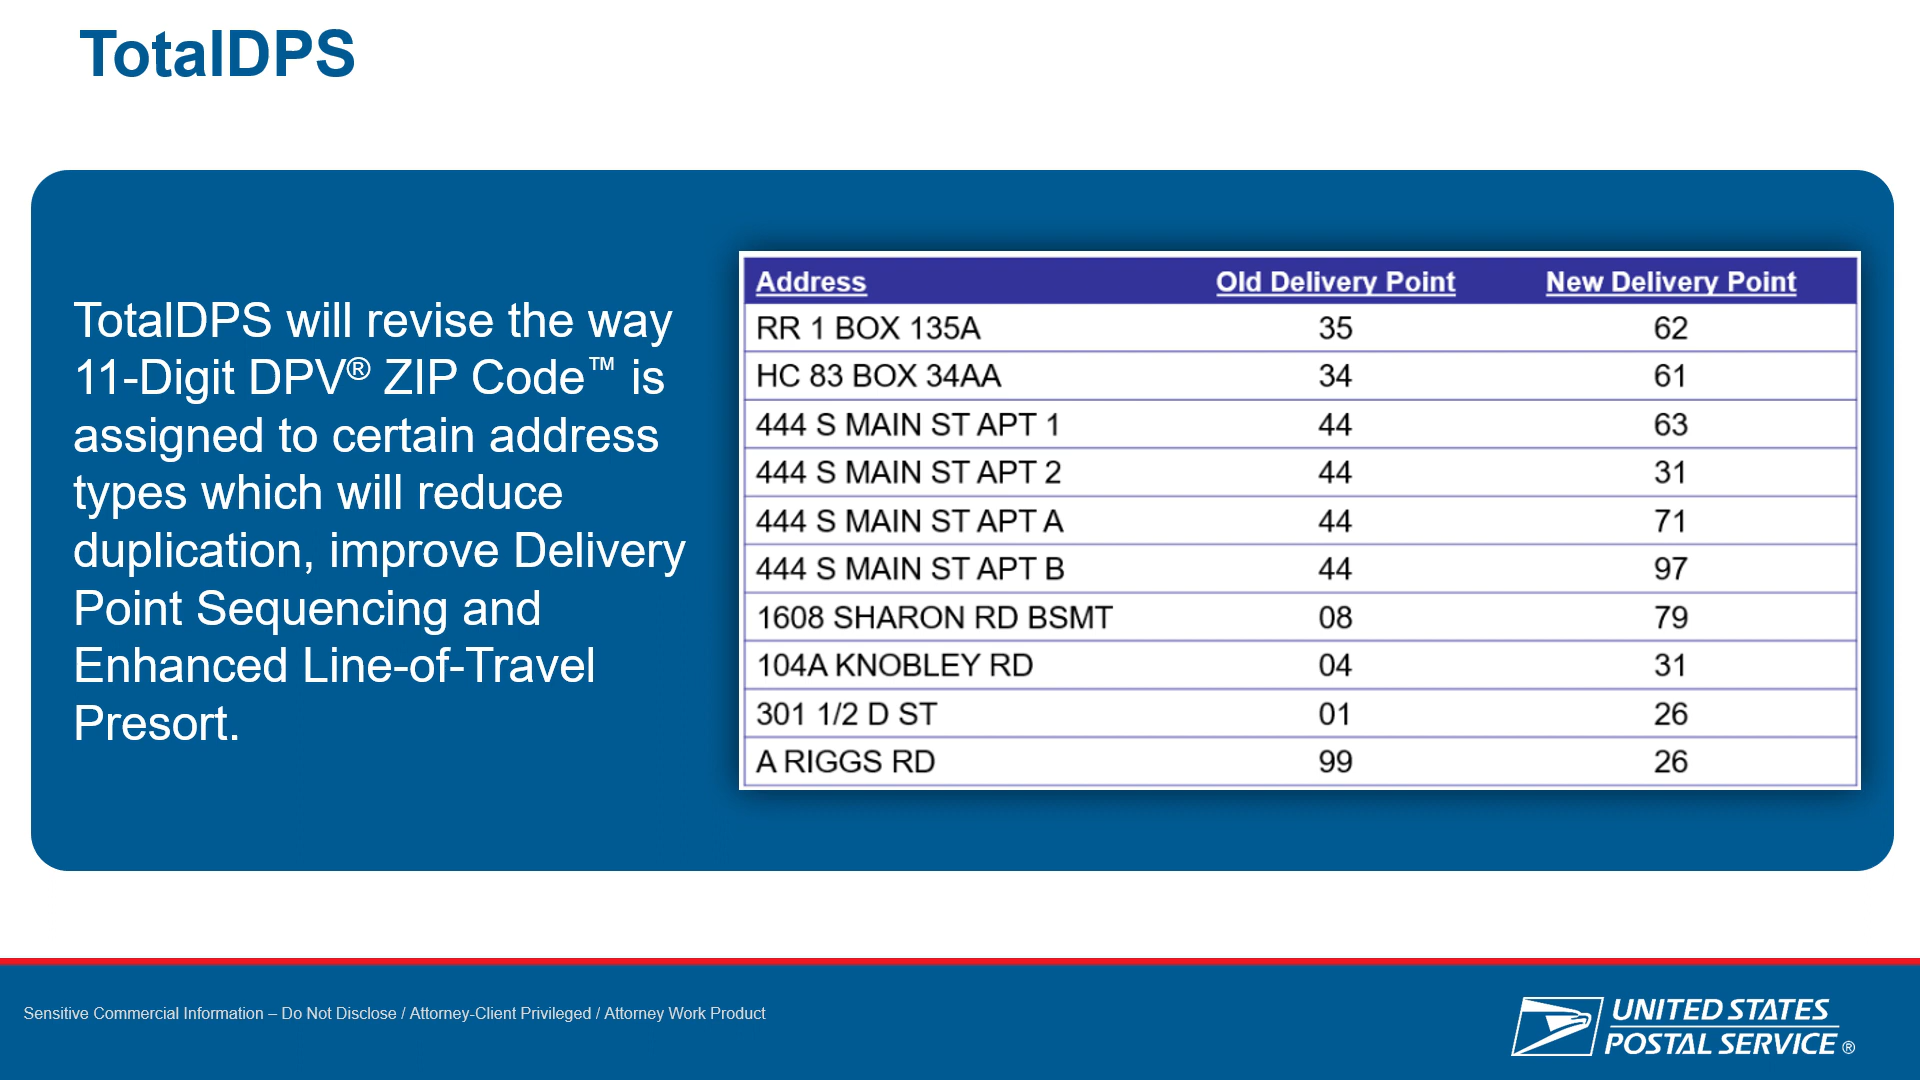 TotalDPS
TotalDPS will revise the way
11-Digit DPV® ZIP Code™ is
assigned to certain address
types which will reduce
duplication, improve Delivery
Point Sequencing and
Enhanced Line-of-Travel
Presort.
Address Old Delivery Point New Delivery Point
RR 1 BOX 135A 35 62
HC 83 BOX 34AA 34 61
444 S MAIN ST APT 1 44 63
444 S MAIN ST APT 2 44 31
444 S MAIN ST APT A 44 71
444 S MAIN ST APT B 44 97
1608 SHARON RD BSMT 08 79
104A KNOBLEY RD 04 31
301 1/2 D ST 01 26
A RIGGS RD 99 26
Sensitive Commercial Information – Do Not Disclose / Attorney-Client Privileged / Attorney Work Product
UNITED STATES
POSTAL SERVICE ®